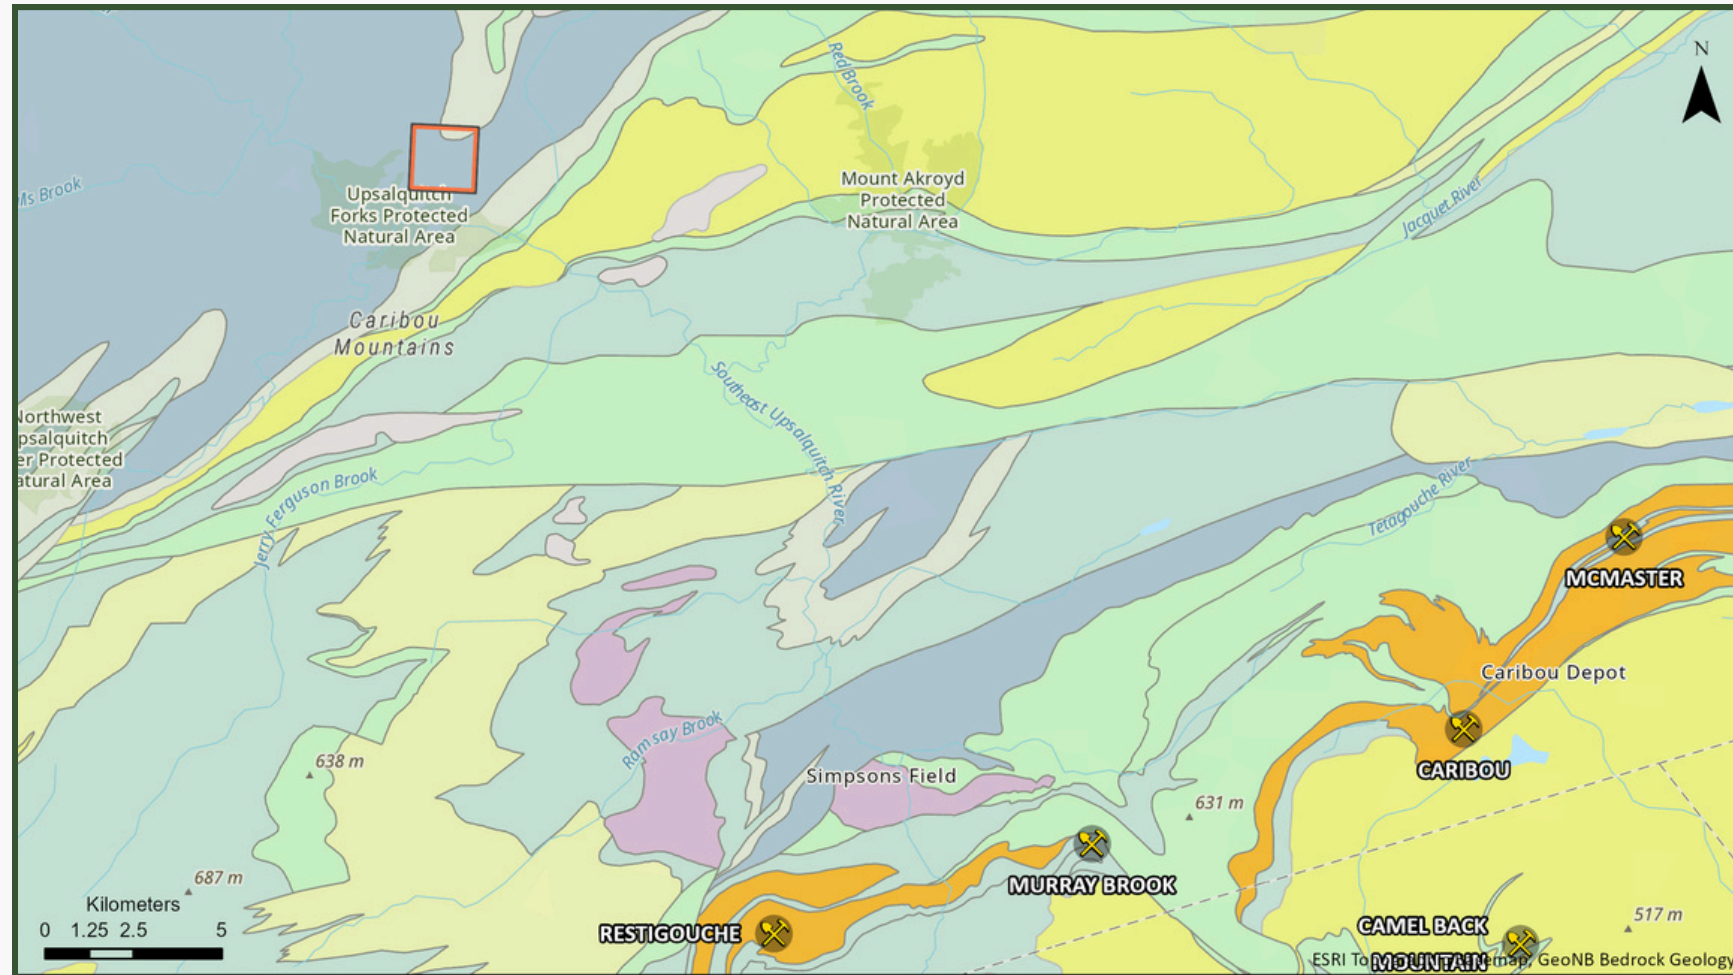 N
Red Brook
Ms Brook
Upsalquitch
Forks Protected
Natural Area
Mount Akroyd
Protected
Natural Area
Jacquet River
Caribou
Mountains
Southeast Upsalquitch River
Northwest
psalquitch
er Protected
atural Area
Jerry Ferguson Brook
Tetagouche River
MCMASTER
Caribou Depot
CARIBOU
Ramsay Brook
638 m
Simpsons Field
631 m
687 m
MURRAY BROOK
RESTIGOUCHE
CAMEL BACK
MOUNTAIN
517 m
Kilometers
0 1.25 2.5 5
ESRI GeoNB Bedrock Geology